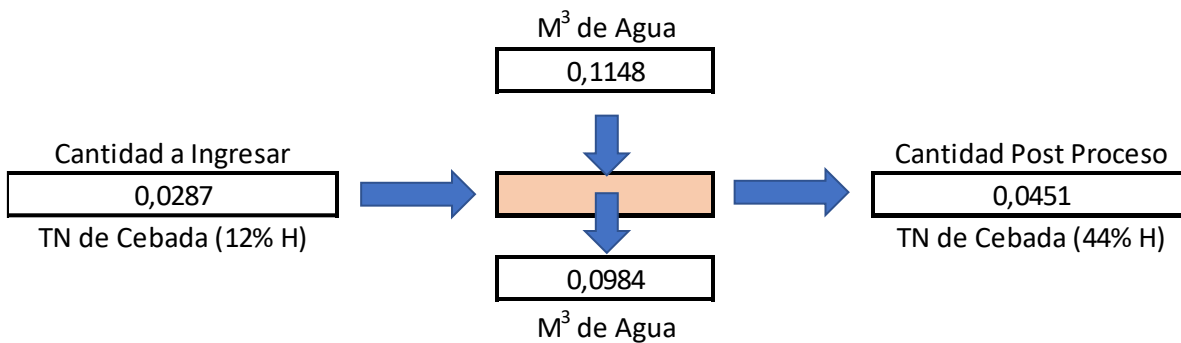 M³ de Agua
0,1148
Cantidad a Ingresar
0,0287
TN de Cebada (12% H)
Cantidad Post Proceso
0,0451
TN de Cebada (44% H)
0,0984
M³ de Agua